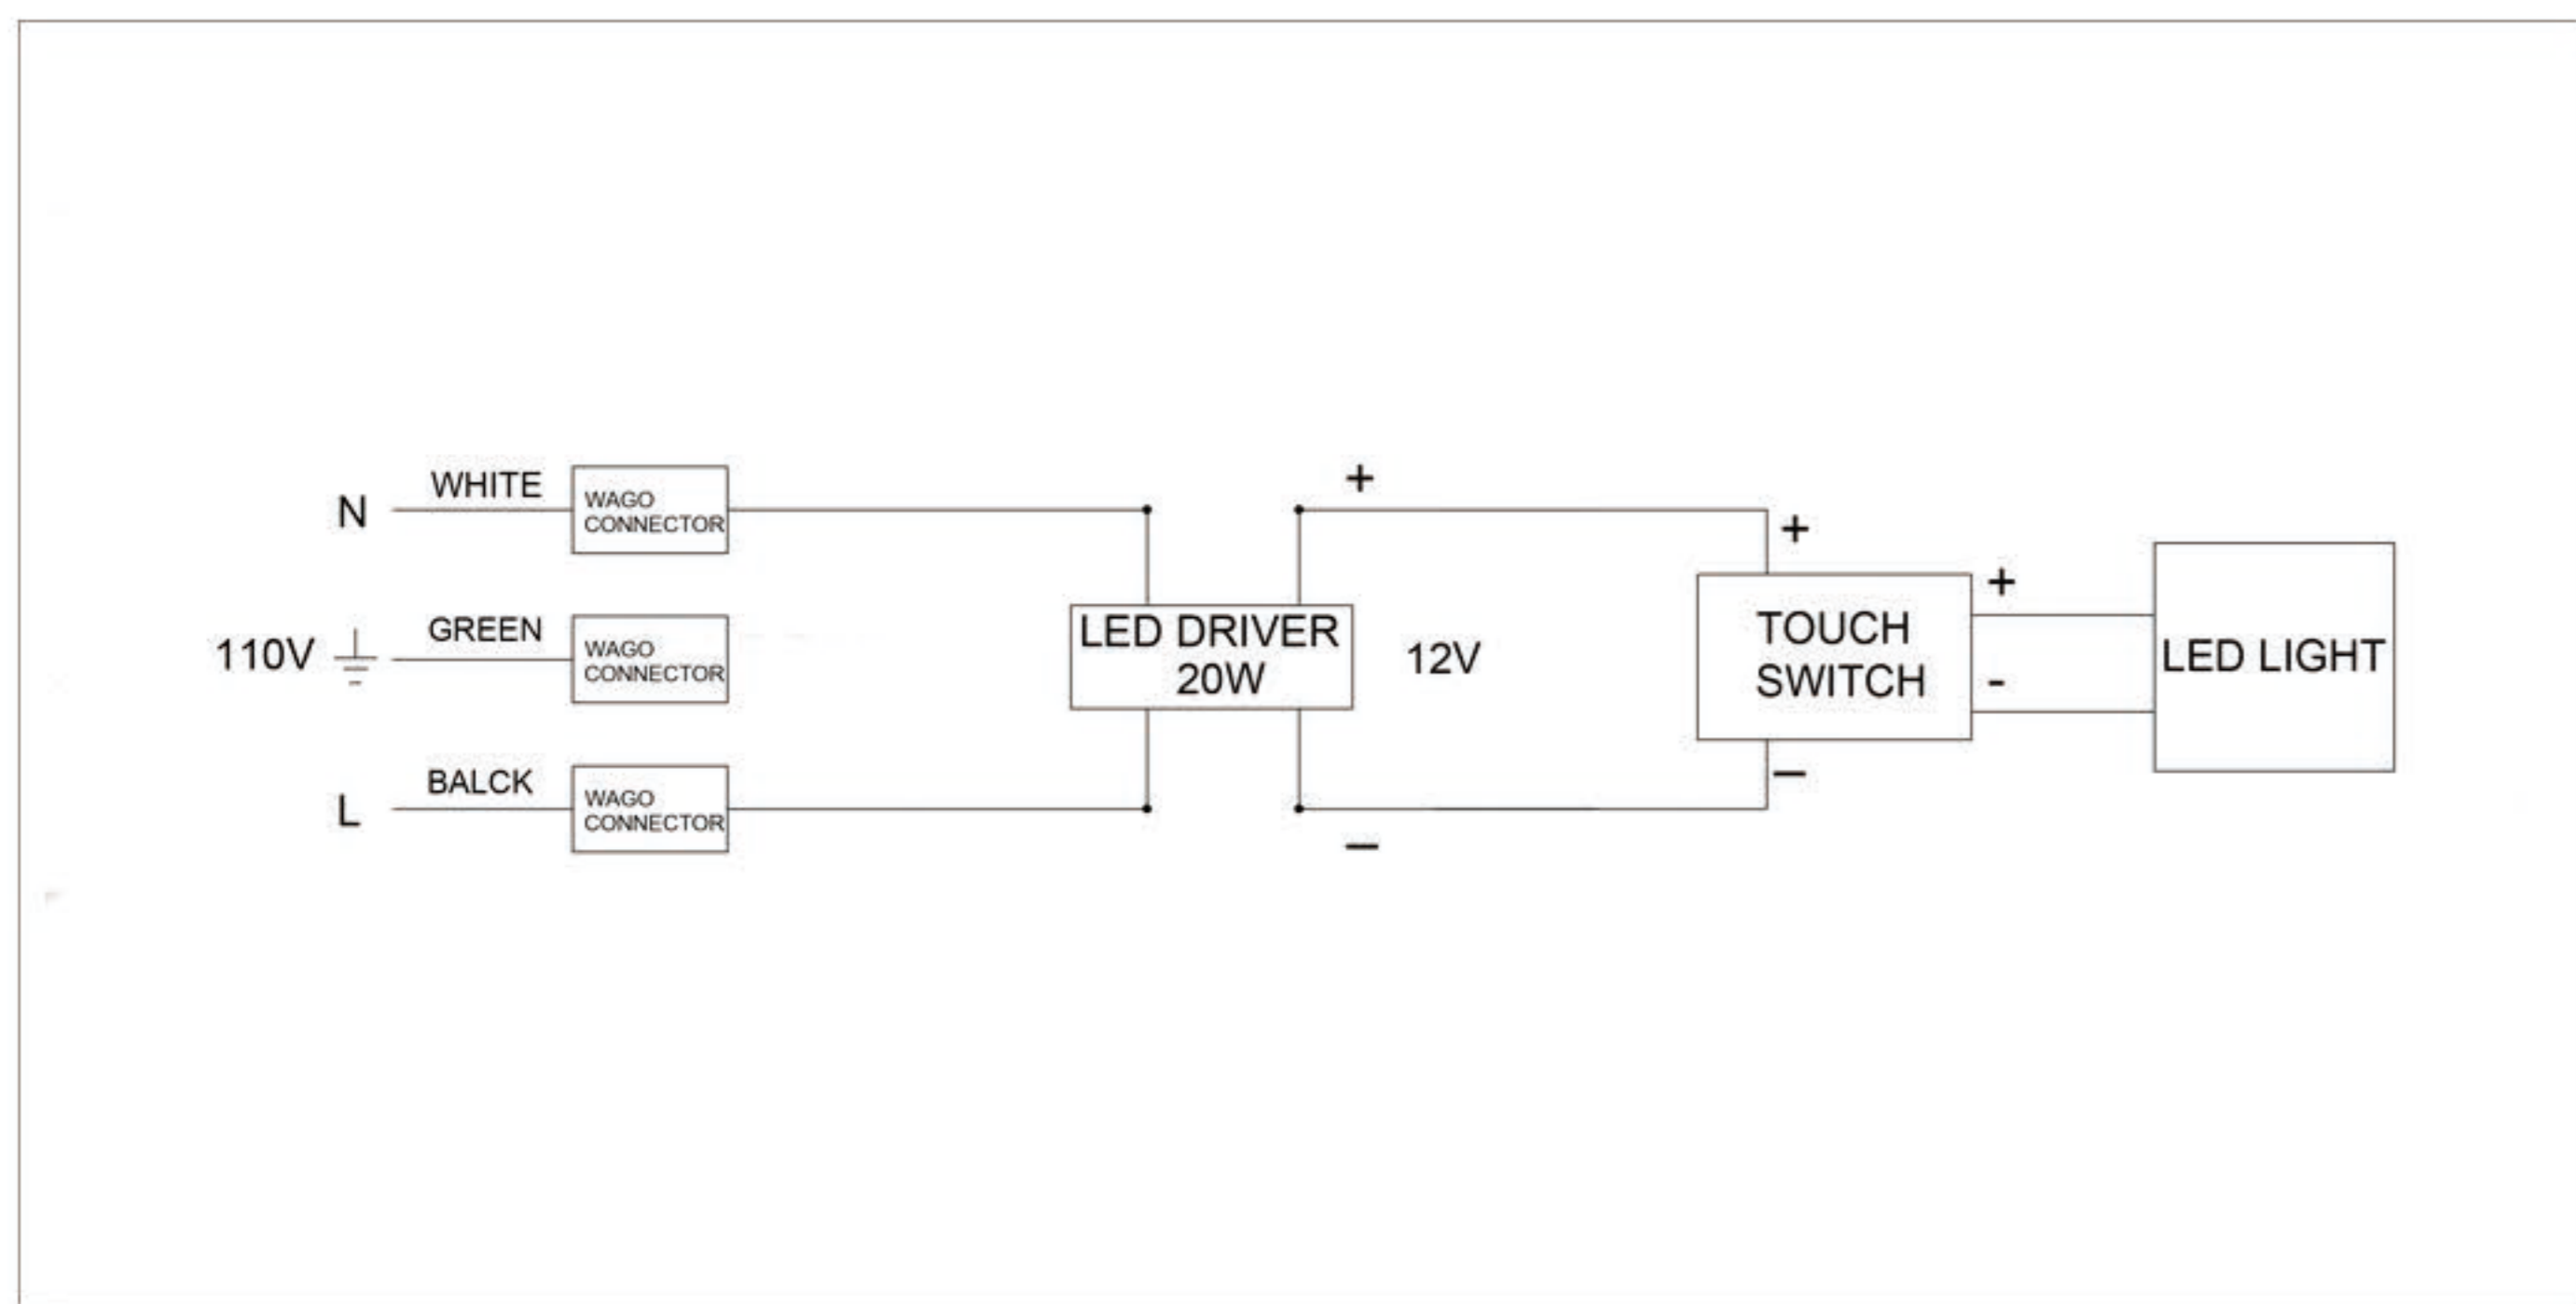 N
WHITE
WAGO
CONNECTOR
+
+
110V
GREEN
WAGO
CONNECTOR
LED DRIVER
20W
12V
TOUCH
SWITCH
+
-
LED LIGHT
L
BALCK
WAGO
CONNECTOR
–
–